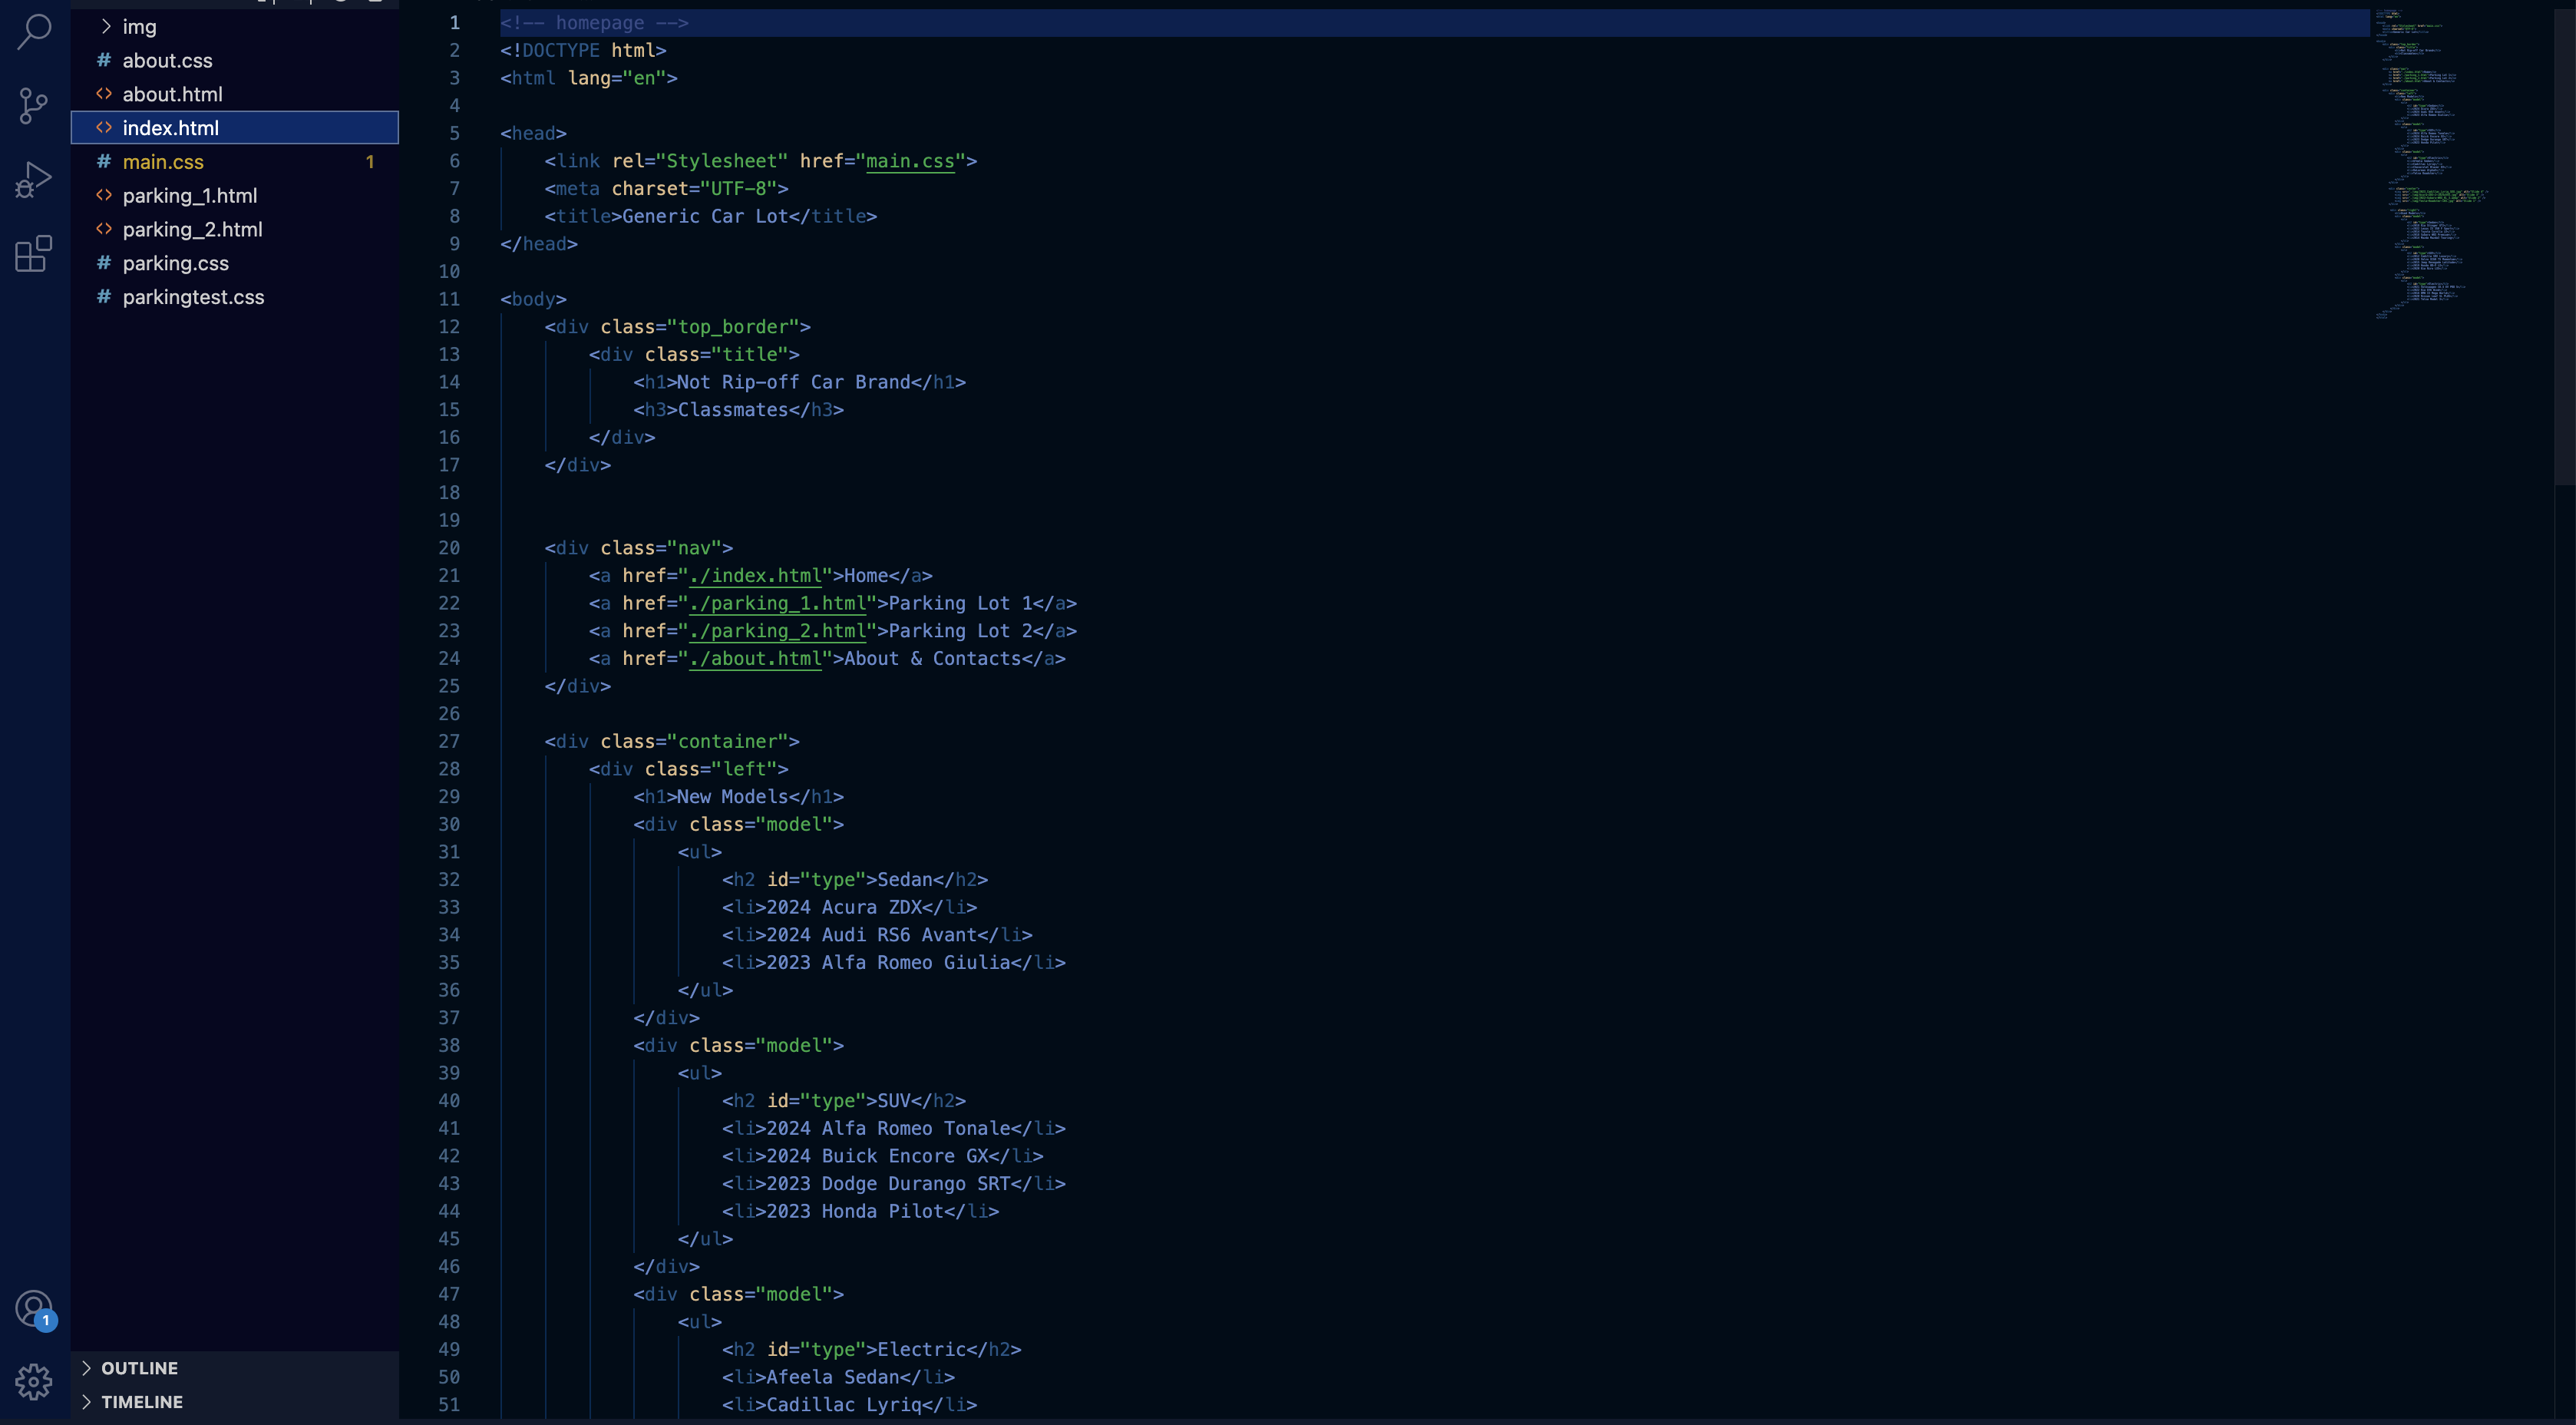 img
# about.css
<> about.html
<> index.html
# main.css 1
<> parking_1.html
<> parking_2.html
# parking.css
# parkingtest.css
1
OUTLINE
TIMELINE
1 <!-- homepage -->
2 <!DOCTYPE html>
3 <html lang="en">
4
5 <head>
6 <link rel="Stylesheet" href="main.css">
7 <meta charset="UTF-8">
8 <title>Generic Car Lot</title>
9 </head>
10
11 <body>
12 <div class="top_border">
13 <div class="title">
14 <h1>Not Rip-off Car Brand</h1>
15 <h3>Classmates</h3>
16 </div>
17 </div>
18
19
20 <div class="nav">
21 <a href="./index.html">Home</a>
22 <a href="./parking_1.html">Parking Lot 1</a>
23 <a href="./parking_2.html">Parking Lot 2</a>
24 <a href="./about.html">About & Contacts</a>
25 </div>
26
27 <div class="container">
28 <div class="left">
29 <h1>New Models</h1>
30 <div class="model">
31 <ul>
32 <h2 id="type">Sedan</h2>
33 <li>2024 Acura ZDX</li>
34 <li>2024 Audi RS6 Avant</li>
35 <li>2023 Alfa Romeo Giulia</li>
36 </ul>
37 </div>
38 <div class="model">
39 <ul>
40 <h2 id="type">SUV</h2>
41 <li>2024 Alfa Romeo Tonale</li>
42 <li>2024 Buick Encore GX</li>
43 <li>2023 Dodge Durango SRT</li>
44 <li>2023 Honda Pilot</li>
45 </ul>
46 </div>
47 <div class="model">
48 <ul>
49 <h2 id="type">Electric</h2>
50 <li>Afeela Sedan</li>
51 <li>Cadillac Lyriq</li>